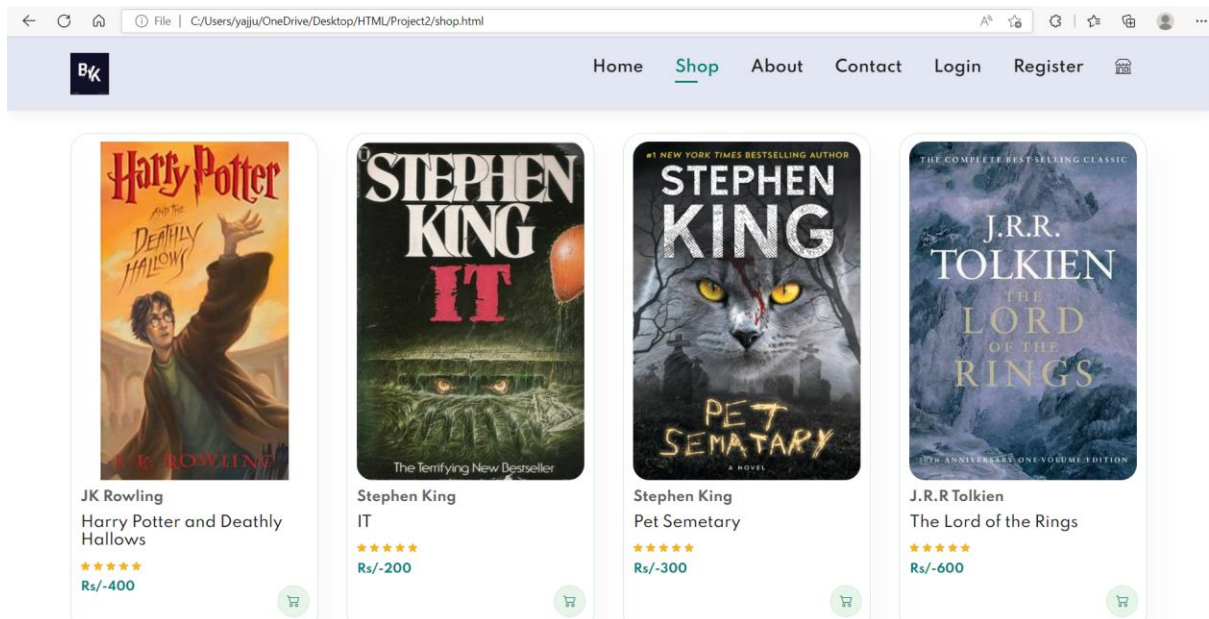 File | C:/Users/yajju/OneDrive/Desktop/HTML/Project2/shop.html
BYK
Home Shop About Contact Login Register
Harry Potter
AND THE
DEATHLY
HALLOWS
J. K. ROWLING
JK Rowling
Harry Potter and Deathly
Hallows
Rs/-400
STEPHEN
KING
IT
The Terrifying New Bestseller
Stephen King
IT
Rs/-200
#1 NEW YORK TIMES BESTSELLING AUTHOR
STEPHEN
KING
PET
SEMATARY
A NOVEL
Stephen King
Pet Semetary
Rs/-300
THE COMPLETE BEST-SELLING CLASSIC
J.R.R.
TOLKIEN
THE
LORD
OF THE
RINGS
ANNIVERSARY ONE-VOLUME EDITION
J.R.R Tolkien
The Lord of the Rings
Rs/-600